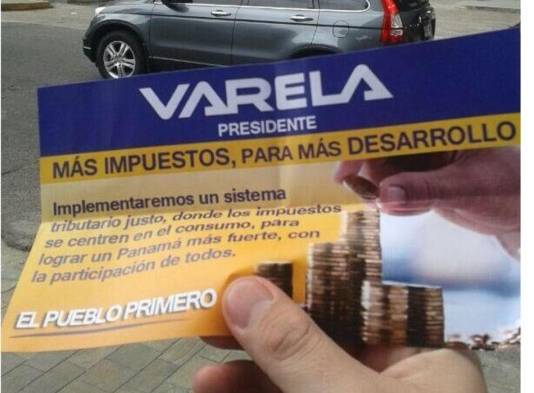 VARELA
PRESIDENTE
MÁS IMPUESTOS, PARA MÁS DESARROLLO
Implementaremos un sistema
tributario justo, donde los impuestos
se centren en el consumo, para
lograr un Panamá más fuerte, con
la participación de todos.
EL PUEBLO PRIMERO